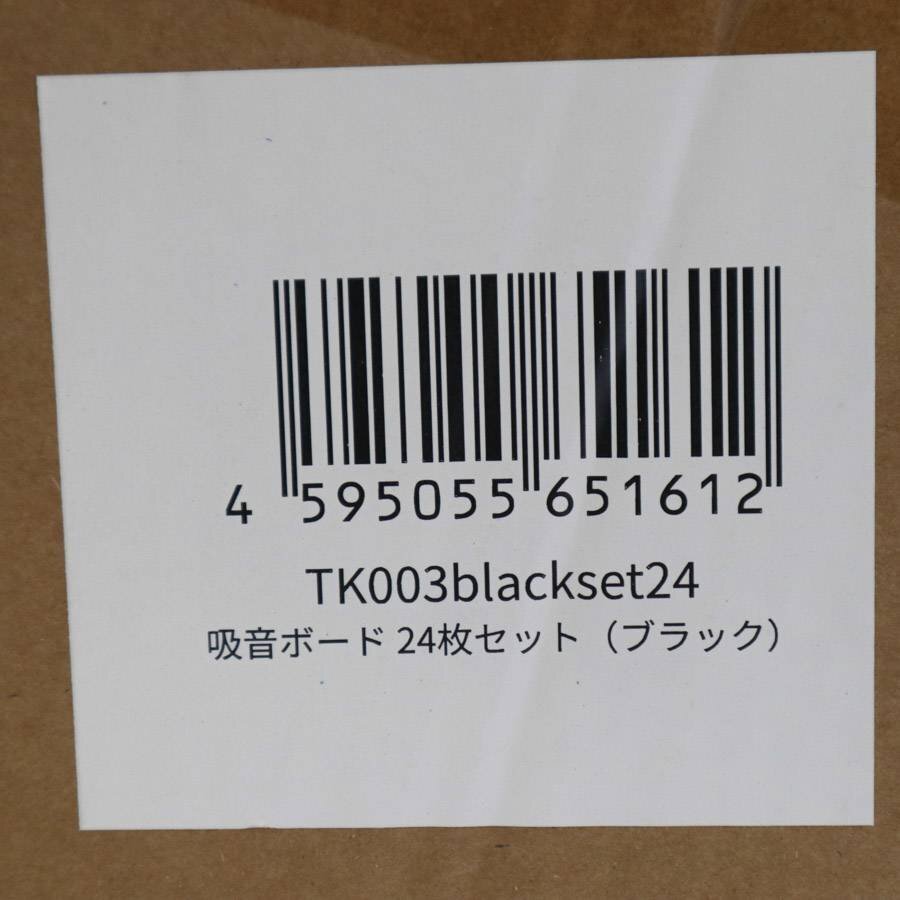 4 595055 651612
TK003blackset24
吸音ボード 24枚セット（ブラック）